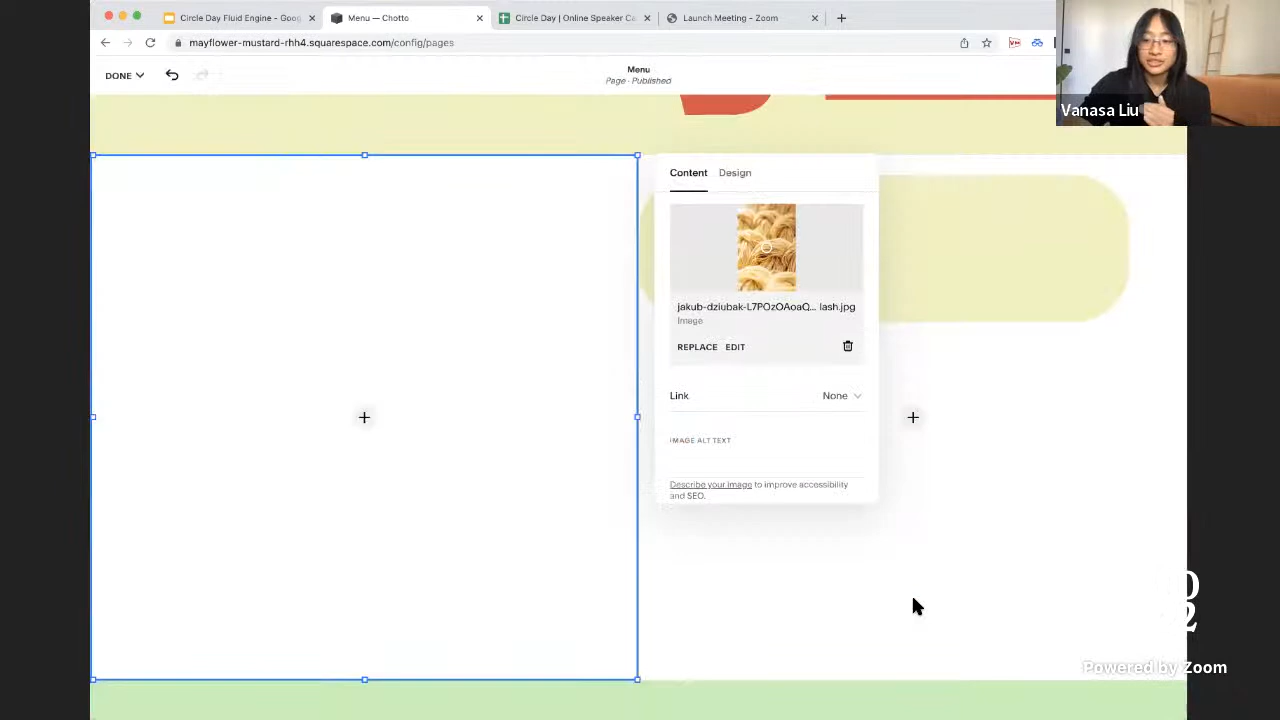 Circle Day Fluid Engine - Goog
Menu — Chotto
Circle Day | Online Speaker Ca
Launch Meeting - Zoom
mayflower-mustard-rhh4.squarespace.com/config/pages
DONE
Menu
Page · Published
Vanasa Liu
Content Design
jakub-dziubak-L7POzOAoaQ... lash.jpg
Image
REPLACE EDIT
Link None
IMAGE ALT TEXT
Describe your image to improve accessibility
and SEO.
Powered by Zoom